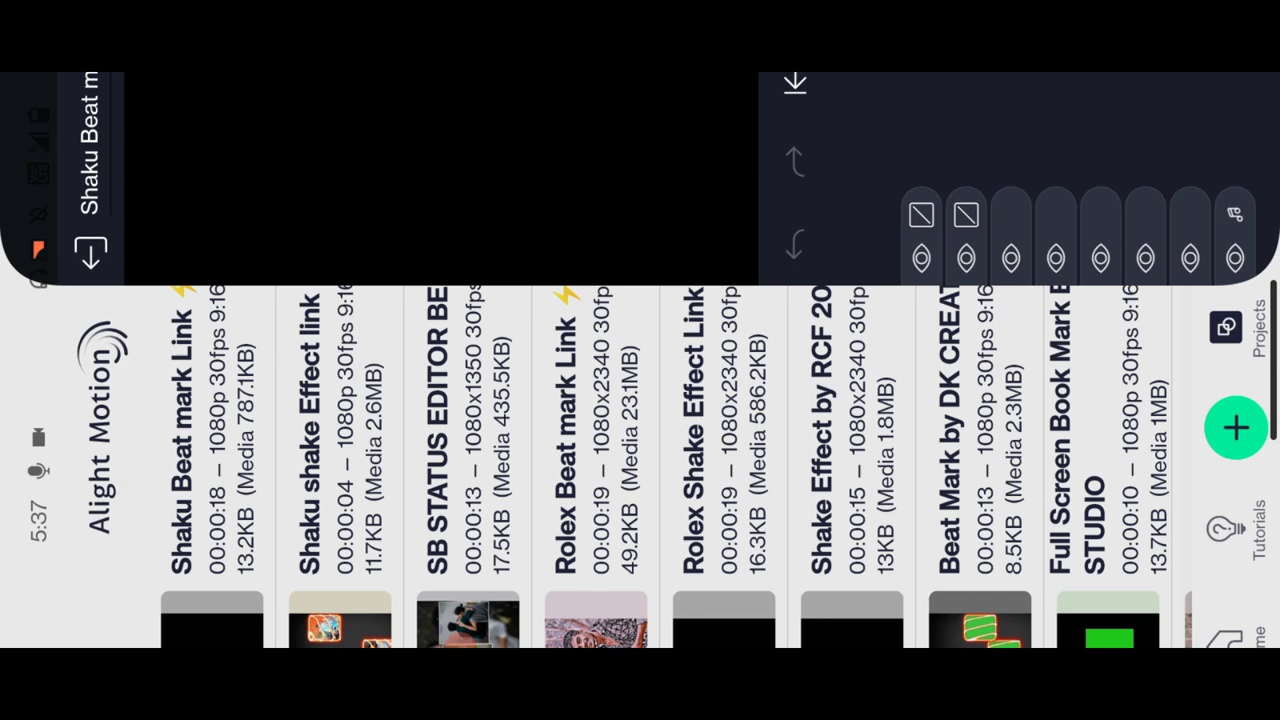 5:37
Shaku Beat m
Alight Motion
Shaku Beat mark Link ⚡
00:00:18 – 1080p 30fps 9:16
13.2KB (Media 787.1KB)
Shaku shake Effect link
00:00:04 – 1080p 30fps 9:16
11.7KB (Media 2.6MB)
SB STATUS EDITOR BE
00:00:13 – 1080x1350 30fps
17.5KB (Media 435.5KB)
Rolex Beat mark Link ⚡
00:00:19 – 1080x2340 30fp
49.2KB (Media 23.1MB)
Rolex Shake Effect Link
00:00:19 – 1080x2340 30fp
16.3KB (Media 586.2KB)
Shake Effect by RCF 20
00:00:15 – 1080x2340 30fp
13KB (Media 1.8MB)
Beat Mark by DK CREAT
00:00:13 – 1080p 30fps 9:16
8.5KB (Media 2.3MB)
Full Screen Book Mark B
STUDIO
00:00:10 – 1080p 30fps 9:16
13.7KB (Media 1MB)
me
Tutorials
Projects